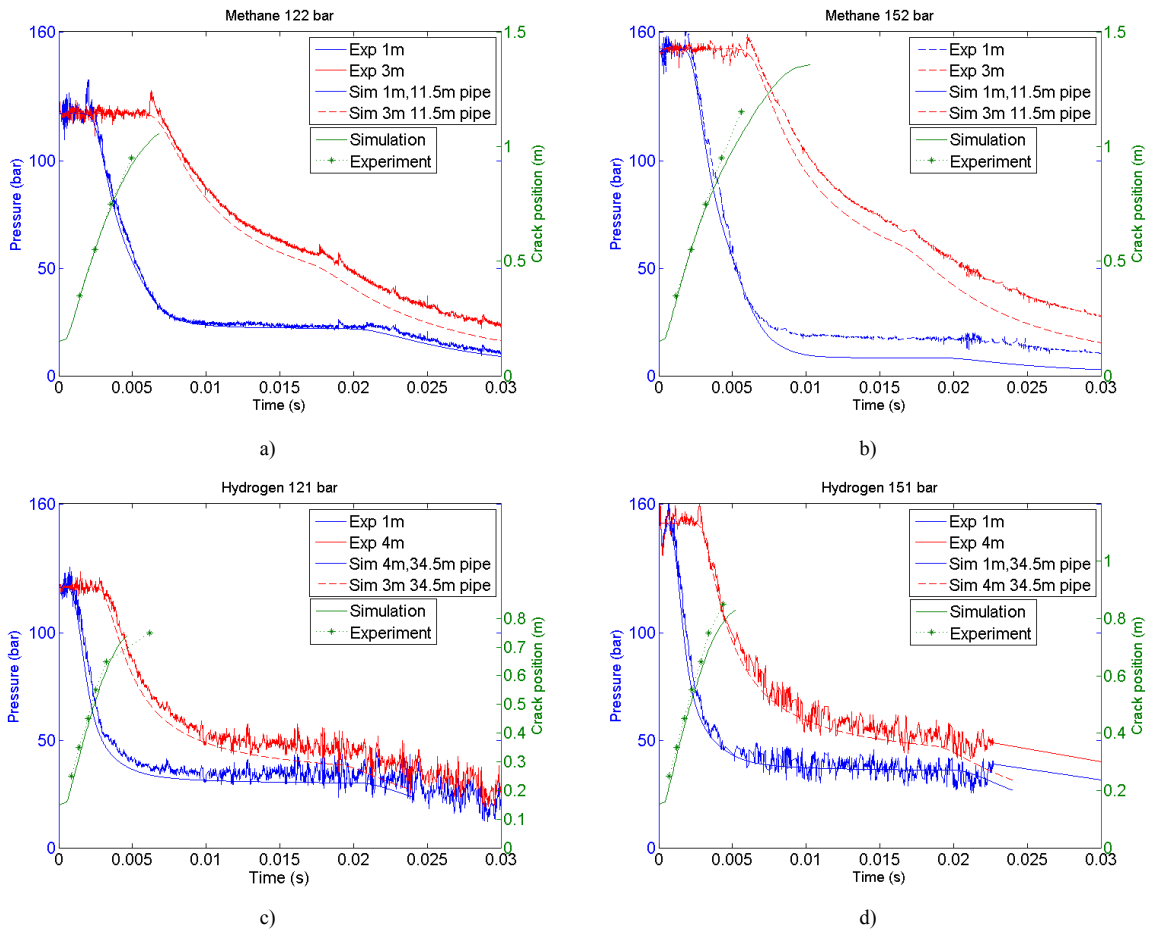 Methane 122 bar
160
100
50
0
Pressure (bar)
0
0.005
0.01
0.015
0.02
0.025
0.03
Time (s)
1.5
1
0.5
0
Crack position (m)
Exp 1m
Exp 3m
Sim 1m,11.5m pipe
Sim 3m 11.5m pipe
Simulation
Experiment
a)
Methane 152 bar
160
100
50
0
Pressure (bar)
0
0.005
0.01
0.015
0.02
0.025
0.03
Time (s)
1.5
1
0.5
0
Crack position (m)
Exp 1m
Exp 3m
Sim 1m,11.5m pipe
Sim 3m 11.5m pipe
Simulation
Experiment
b)
Hydrogen 121 bar
160
100
50
0
Pressure (bar)
0
0.005
0.01
0.015
0.02
0.025
0.03
Time (s)
0.8
0.7
0.6
0.5
0.4
0.3
0.2
0.1
0
Crack position (m)
Exp 1m
Exp 4m
Sim 4m,34.5m pipe
Sim 3m 34.5m pipe
Simulation
Experiment
c)
Hydrogen 151 bar
160
100
50
0
Pressure (bar)
0
0.005
0.01
0.015
0.02
0.025
0.03
Time (s)
1
0.8
0.6
0.4
0.2
0
Crack position (m)
Exp 1m
Exp 4m
Sim 1m,34.5m pipe
Sim 4m 34.5m pipe
Simulation
Experiment
d)